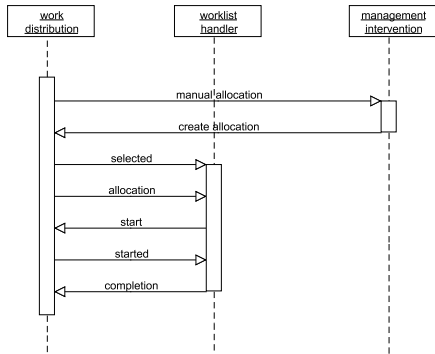 work
distribution
worklist
handler
management
intervention
manual allocation
create allocation
selected
allocation
start
started
completion